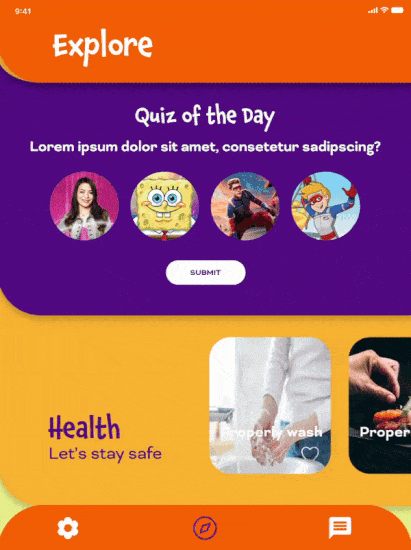 9:41
Explore
Quiz of the Day
Lorem ipsum dolor sit amet, consetetur sadipscing?
SUBMIT
Health
Let's stay safe
Properly wash
Proper